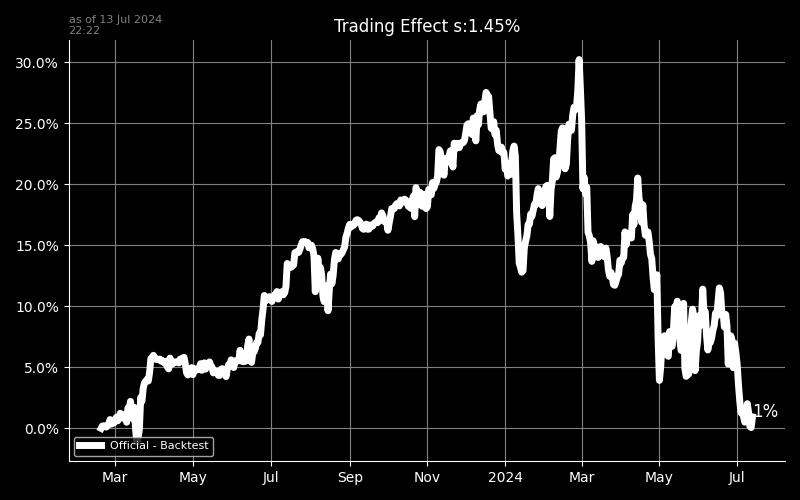 as of 13 Jul 2024
22:22
Trading Effect s:1.45%
30.0%
25.0%
20.0%
15.0%
10.0%
5.0%
0.0%
1%
Official - Backtest
Mar May Jul Sep Nov 2024 Mar May Jul